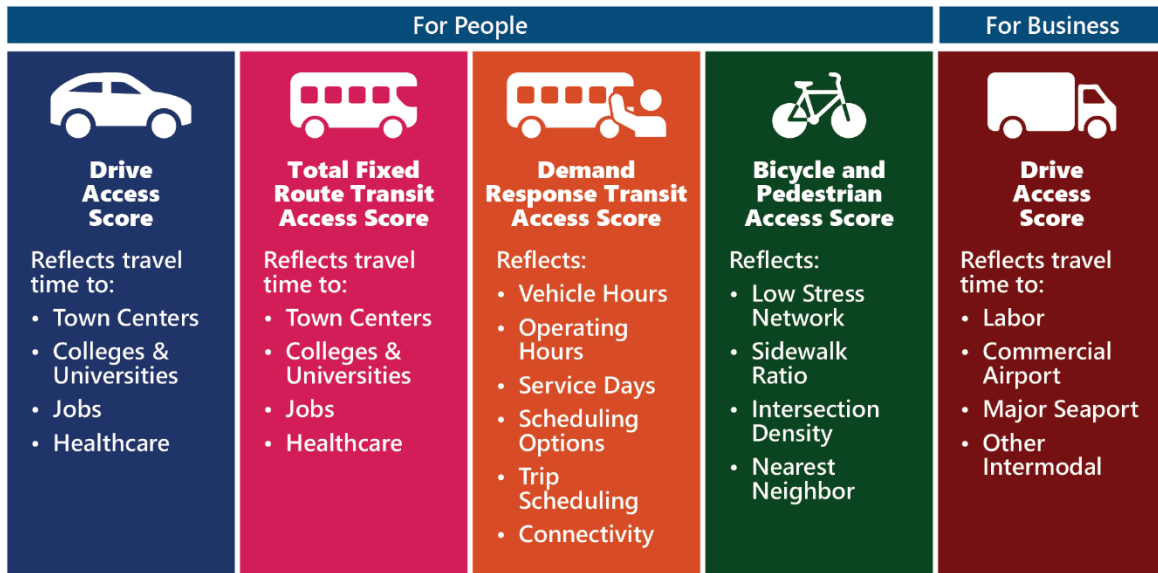 For People
For Business
Drive
Access
Score
Reflects travel
time to:
• Town Centers
• Colleges &
Universities
• Jobs
• Healthcare
Total Fixed
Route Transit
Access Score
Reflects travel
time to:
• Town Centers
• Colleges &
Universities
• Jobs
• Healthcare
Demand
Response Transit
Access Score
Reflects:
• Vehicle Hours
• Operating
Hours
• Service Days
• Scheduling
Options
• Trip
Scheduling
• Connectivity
Bicycle and
Pedestrian
Access Score
Reflects:
• Low Stress
Network
• Sidewalk
Ratio
• Intersection
Density
• Nearest
Neighbor
Drive
Access
Score
Reflects travel
time to:
• Labor
• Commercial
Airport
• Major Seaport
• Other
Intermodal